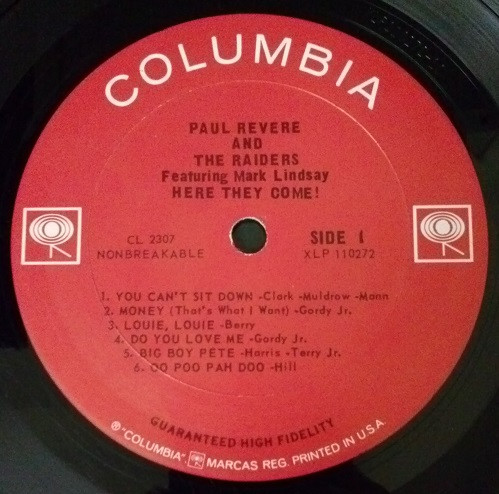 COLUMBIA
PAUL REVERE
AND
THE RAIDERS
Featuring Mark Lindsay
HERE THEY COME!
CL 2307
NONBREAKABLE
SIDE 1
XLP 110272
1. YOU CAN'T SIT DOWN -Clark -Muldrow -Mann
2. MONEY (That's What I Want) -Gordy Jr.
3. LOUIE, LOUIE -Berry
4. DO YOU LOVE ME -Gordy Jr.
5. BIG BOY PETE -Harris -Terry Jr.
6. OO POO PAH DOO -Hill
GUARANTEED HIGH FIDELITY
® "COLUMBIA", MARCAS REG. PRINTED IN U.S.A.